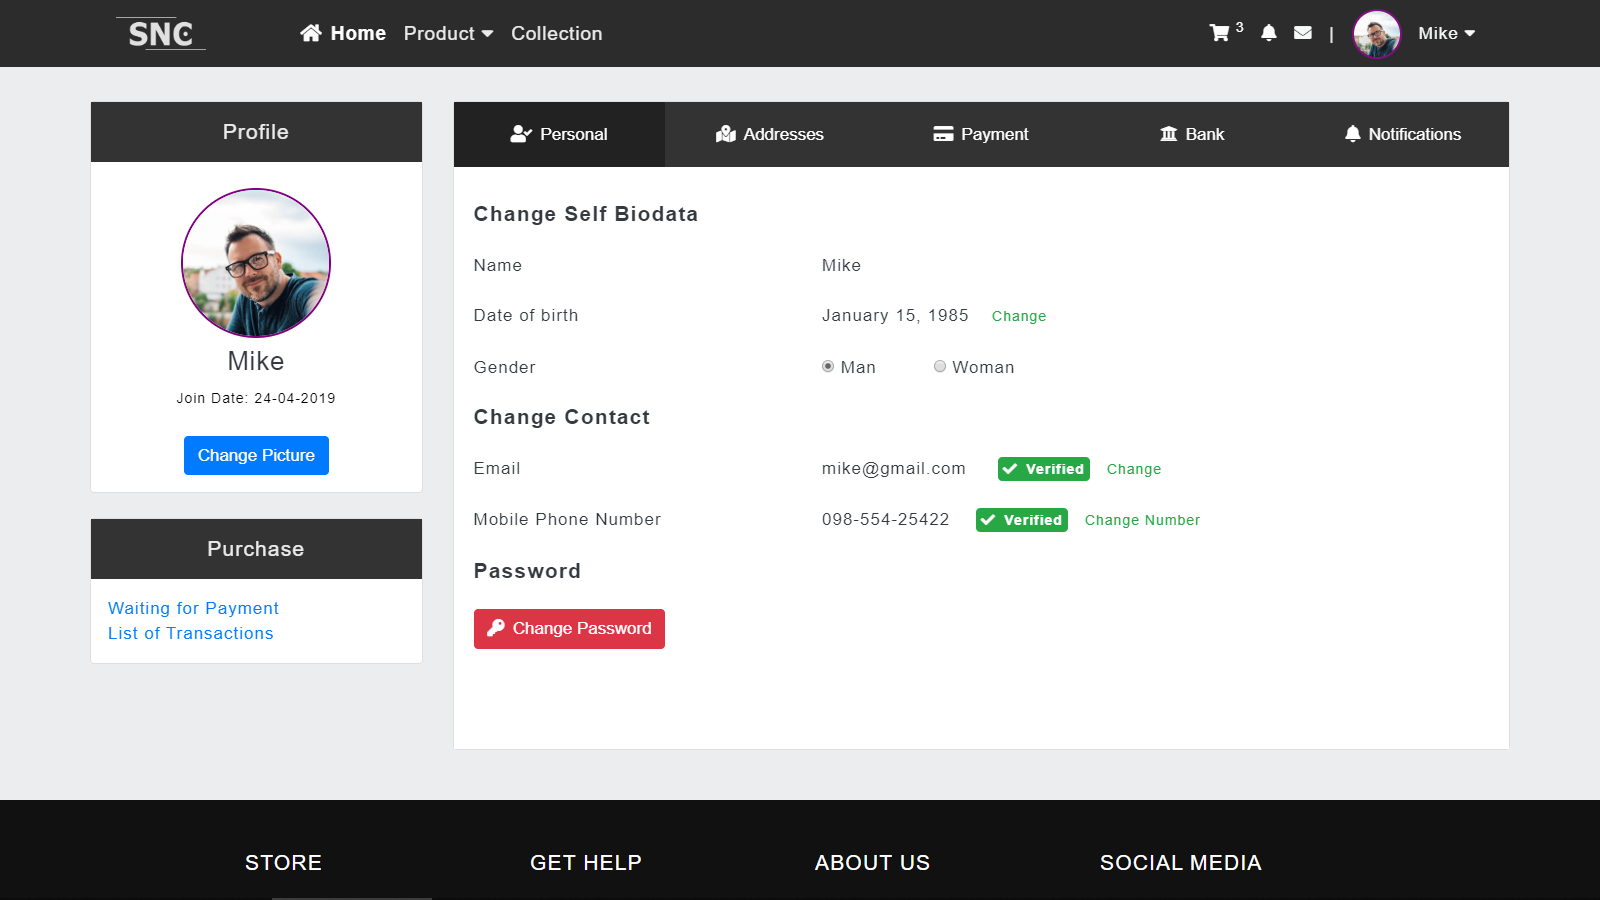 SNC Home Product Collection 3 | Mike
Profile
Mike
Join Date: 24-04-2019
Change Picture
Purchase
Waiting for Payment
List of Transactions
Personal Addresses Payment Bank Notifications
Change Self Biodata
Name Mike
Date of birth January 15, 1985 Change
Gender Man Woman
Change Contact
Email mike@gmail.com Verified Change
Mobile Phone Number 098-554-25422 Verified Change Number
Password
Change Password
STORE GET HELP ABOUT US SOCIAL MEDIA